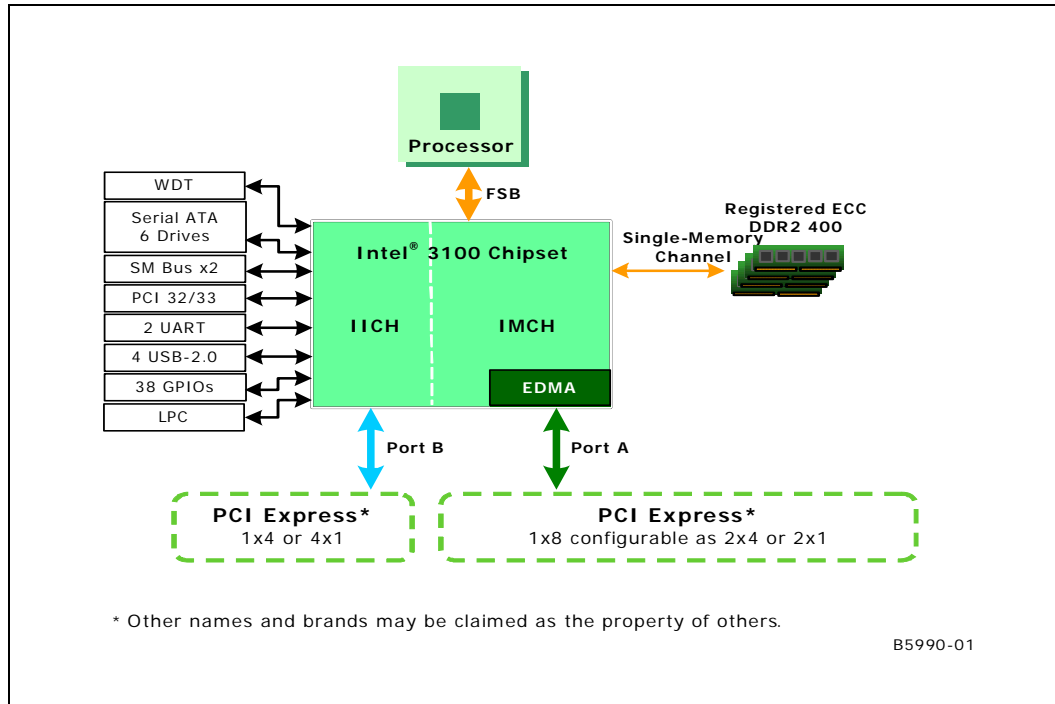 Processor
FSB
WDT
Serial ATA
6 Drives
SM Bus x2
PCI 32/33
2 UART
4 USB-2.0
38 GPIOs
LPC
Intel® 3100 Chipset
IICH
IMCH
EDMA
Single-Memory
Channel
Registered ECC
DDR2 400
Port B
Port A
PCI Express*
1x4 or 4x1
PCI Express*
1x8 configurable as 2x4 or 2x1
* Other names and brands may be claimed as the property of others.
B5990-01